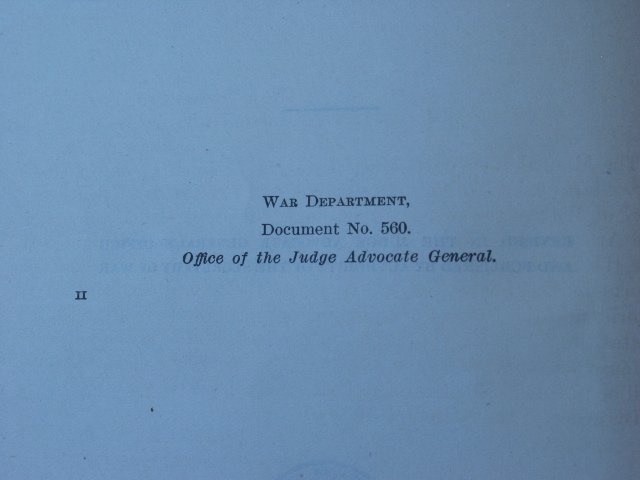 War Department,
Document No. 560.
Office of the Judge Advocate General.
II